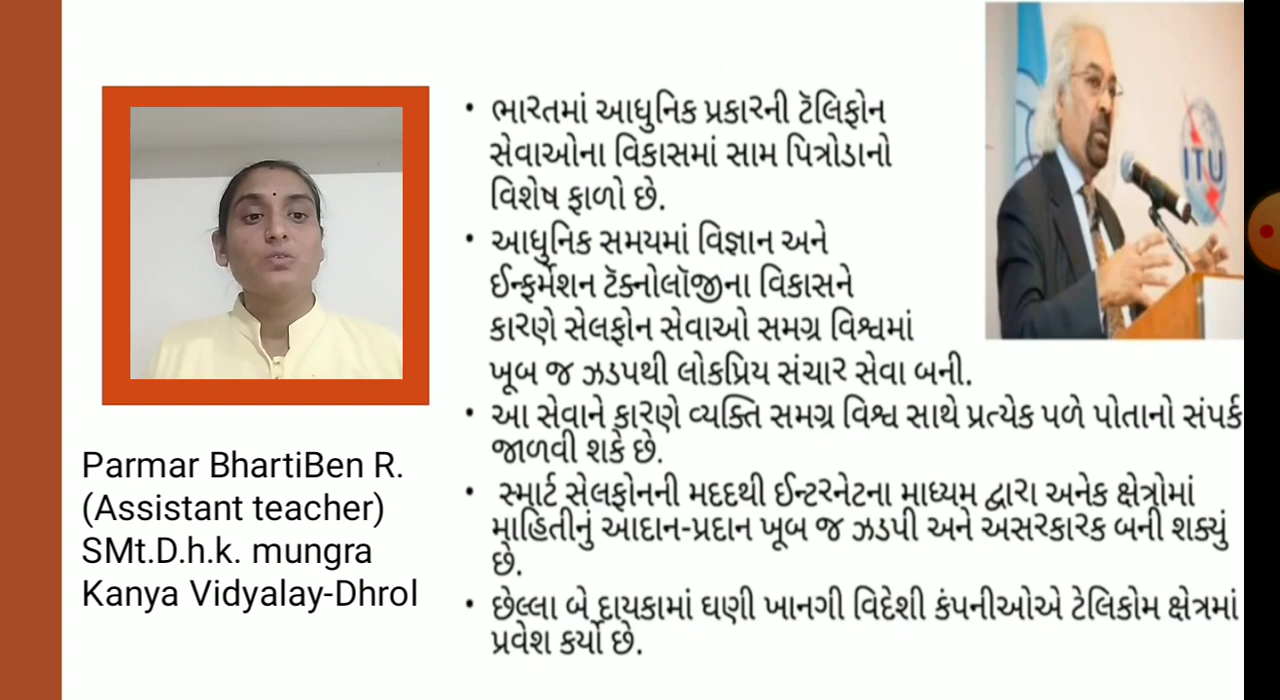 Parmar BhartiBen R.
(Assistant teacher)
SMt.D.h.k. mungra
Kanya Vidyalay-Dhrol
• ભારતમાં આધુનિક પ્રકારની ટૅલિફોન
સેવાઓના વિકાસમાં સામ પિત્રોડાનો
વિશેષ ફાળો છે.
• આધુનિક સમયમાં વિજ્ઞાન અને
ઈન્ફર્મેશન ટૅક્નોલૉજીના વિકાસને
કારણે સેલફોન સેવાઓ સમગ્ર વિશ્વમાં
ખૂબ જ ઝડપથી લોકપ્રિય સંચાર સેવા બની.
• આ સેવાને કારણે વ્યક્તિ સમગ્ર વિશ્વ સાથે પ્રત્યેક પળે પોતાનો સંપર્ક
જાળવી શકે છે.
• સ્માર્ટ સેલફોનની મદદથી ઈન્ટરનેટના માધ્યમ દ્વારા અનેક ક્ષેત્રોમાં
માહિતીનું આદાન-પ્રદાન ખૂબ જ ઝડપી અને અસરકારક બની શક્યું
છે.
• છેલ્લા બે દાયકામાં ઘણી ખાનગી વિદેશી કંપનીઓએ ટેલિકોમ ક્ષેત્રમાં
પ્રવેશ કર્યો છે.
ITU